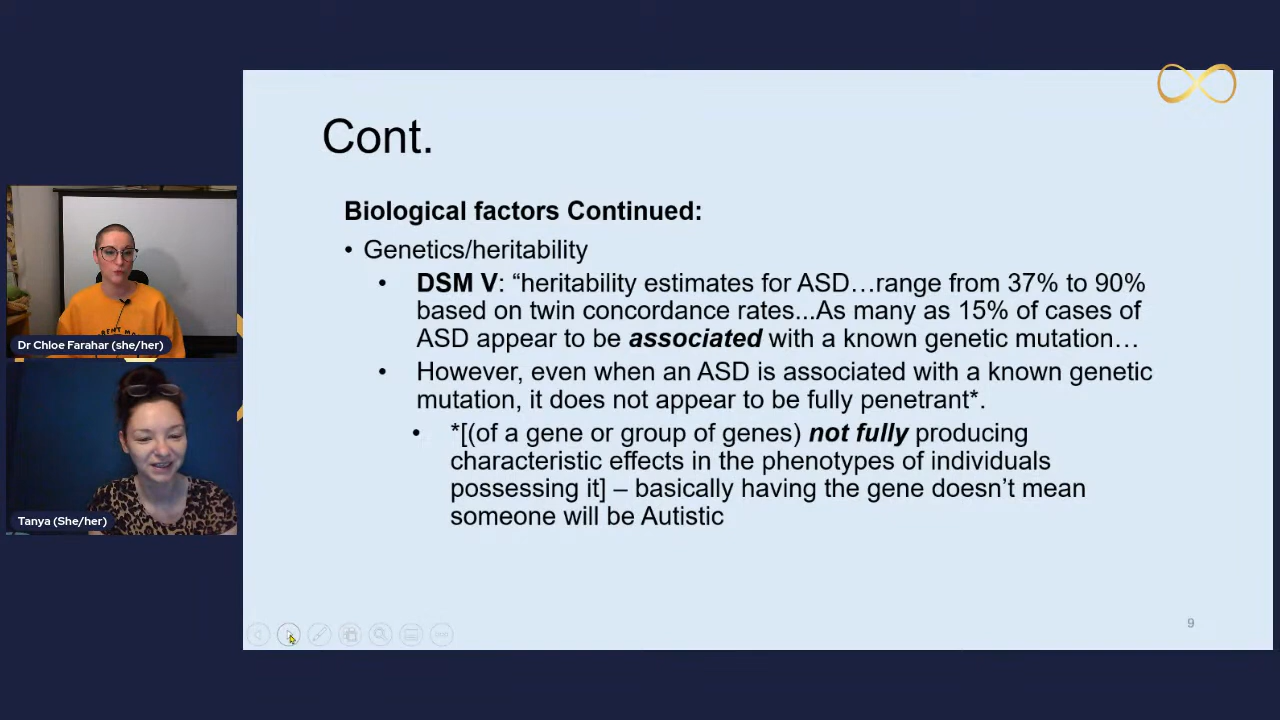 Cont.
Biological factors Continued:
• Genetics/heritability
• DSM V: “heritability estimates for ASD…range from 37% to 90%
based on twin concordance rates...As many as 15% of cases of
ASD appear to be associated with a known genetic mutation…
• However, even when an ASD is associated with a known genetic
mutation, it does not appear to be fully penetrant*.
• *[(of a gene or group of genes) not fully producing
characteristic effects in the phenotypes of individuals
possessing it] – basically having the gene doesn’t mean
someone will be Autistic
9
Dr Chloe Farahar (she/her)
Tanya (She/her)